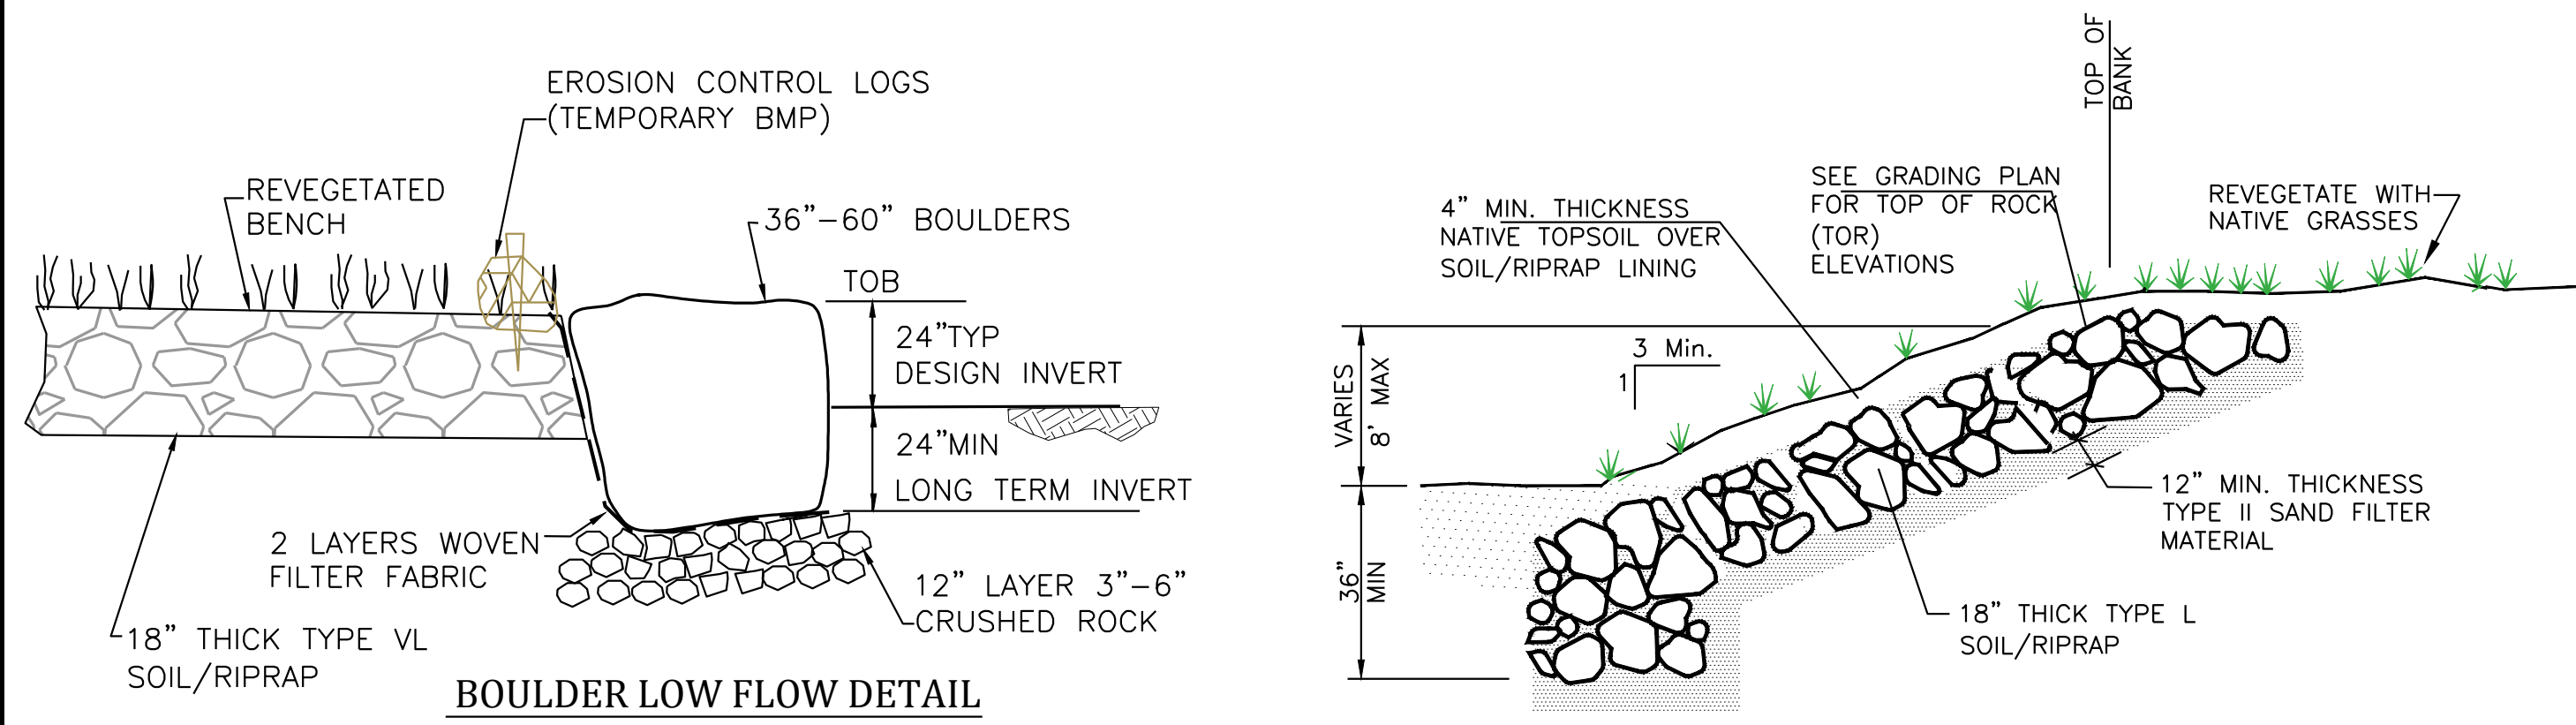 EROSION CONTROL LOGS
(TEMPORARY BMP)
REVEGETATED
BENCH
36"-60" BOULDERS
TOB
24"TYP
DESIGN INVERT
24"MIN
LONG TERM INVERT
2 LAYERS WOVEN
FILTER FABRIC
12" LAYER 3"-6"
CRUSHED ROCK
18" THICK TYPE VL
SOIL/RIPRAP
BOULDER LOW FLOW DETAIL
TOP OF
BANK
SEE GRADING PLAN
FOR TOP OF ROCK
(TOR)
ELEVATIONS
REVEGETATE WITH
NATIVE GRASSES
4" MIN. THICKNESS
NATIVE TOPSOIL OVER
SOIL/RIPRAP LINING
3 Min.
1
VARIES
8' MAX
36"
MIN
12" MIN. THICKNESS
TYPE II SAND FILTER
MATERIAL
18" THICK TYPE L
SOIL/RIPRAP